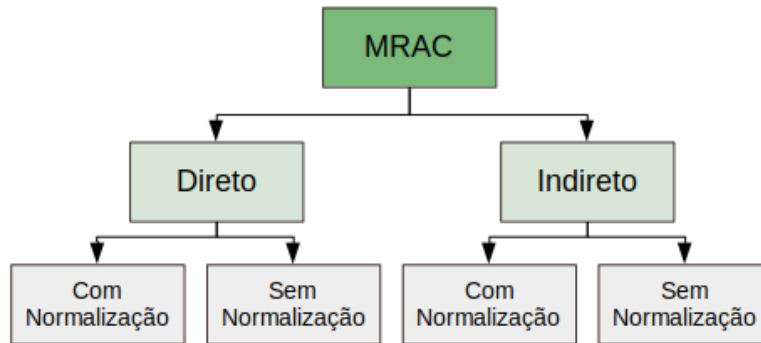 MRAC
Direto
Indireto
Com
Normalização
Sem
Normalização
Com
Normalização
Sem
Normalização